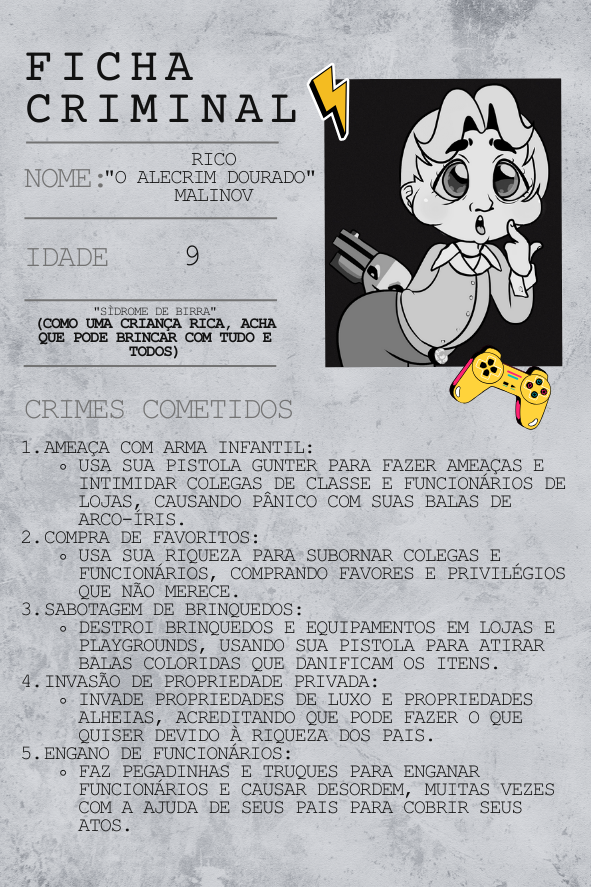 FICHA
CRIMINAL
NOME:
RICO
"O ALECRIM DOURADO"
MALINOV
IDADE
9
"SÍDROME DE BIRRA"
(COMO UMA CRIANÇA RICA, ACHA
QUE PODE BRINCAR COM TUDO E
TODOS)
CRIMES COMETIDOS
1. AMEAÇA COM ARMA INFANTIL:
◦ USA SUA PISTOLA GUNTER PARA FAZER AMEAÇAS E
INTIMIDAR COLEGAS DE CLASSE E FUNCIONÁRIOS DE
LOJAS, CAUSANDO PÂNICO COM SUAS BALAS DE
ARCO-ÍRIS.
2. COMPRA DE FAVORITOS:
◦ USA SUA RIQUEZA PARA SUBORNAR COLEGAS E
FUNCIONÁRIOS, COMPRANDO FAVORES E PRIVILÉGIOS
QUE NÃO MERECE.
3. SABOTAGEM DE BRINQUEDOS:
◦ DESTROI BRINQUEDOS E EQUIPAMENTOS EM LOJAS E
PLAYGROUNDS, USANDO SUA PISTOLA PARA ATIRAR
BALAS COLORIDAS QUE DANIFICAM OS ITENS.
4. INVASÃO DE PROPRIEDADE PRIVADA:
◦ INVADE PROPRIEDADES DE LUXO E PROPRIEDADES
ALHEIAS, ACREDITANDO QUE PODE FAZER O QUE
QUISER DEVIDO À RIQUEZA DOS PAIS.
5. ENGANO DE FUNCIONÁRIOS:
◦ FAZ PEGADINHAS E TRUQUES PARA ENGANAR
FUNCIONÁRIOS E CAUSAR DESORDEM, MUITAS VEZES
COM A AJUDA DE SEUS PAIS PARA COBRIR SEUS
ATOS.